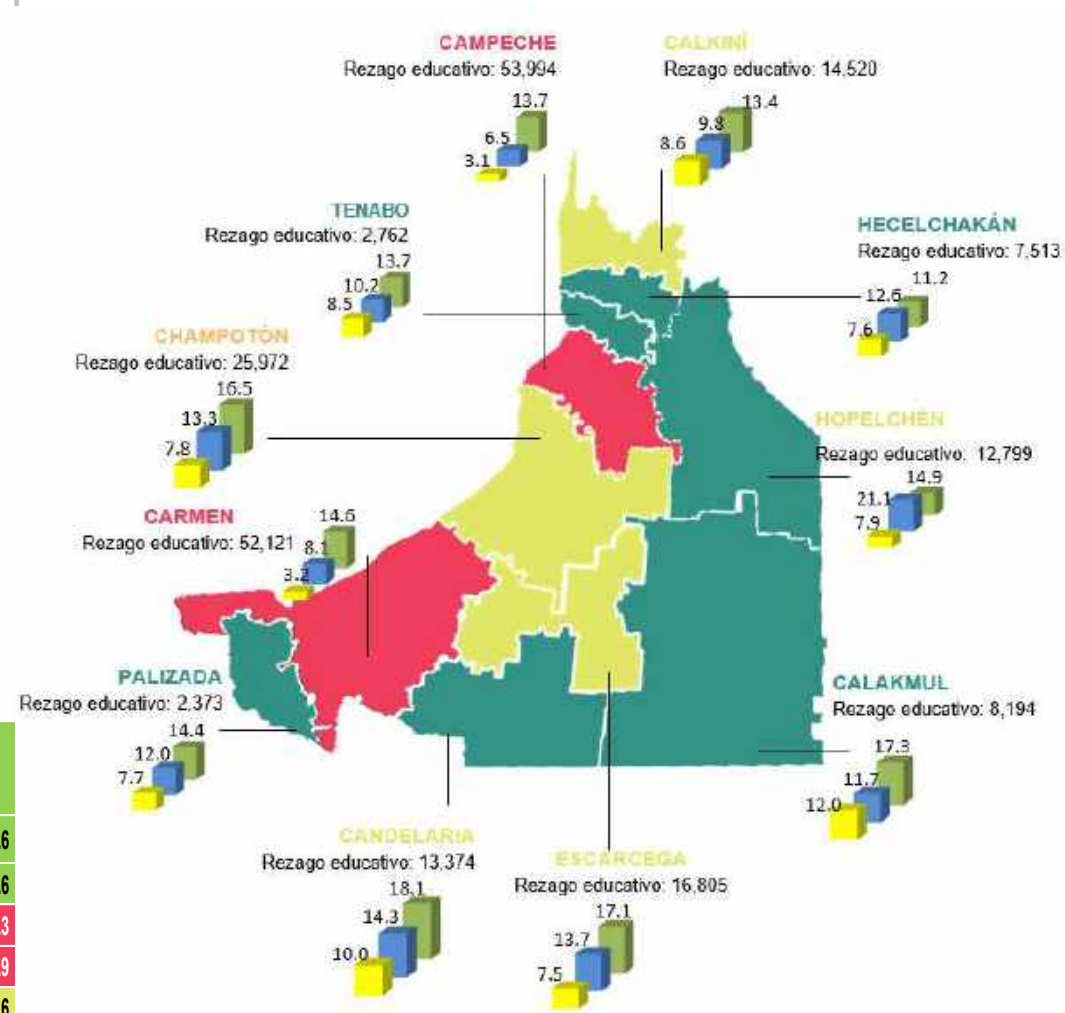 CAMPECHE
Rezago educativo: 53,994
13.7
6.5
3.1
CALKINÍ
Rezago educativo: 14,520
13.4
9.8
8.6
TENABO
Rezago educativo: 2,762
13.7
10.2
8.5
HECELCHAKÁN
Rezago educativo: 7,513
11.2
12.6
7.6
CHAMPOTÓN
Rezago educativo: 25,972
16.5
13.3
7.8
HOPELCHÉN
Rezago educativo: 12,799
14.9
21.1
7.9
CARMEN
Rezago educativo: 52,121
14.6
8.1
3.2
PALIZADA
Rezago educativo: 2,373
14.4
12.0
7.7
CALAKMUL
Rezago educativo: 8,194
17.3
11.7
12.0
CANDELARIA
Rezago educativo: 13,374
18.1
14.3
10.0
ESCARCEGA
Rezago educativo: 16,805
17.1
13.7
7.5
.6
.6
.3
.9
.6